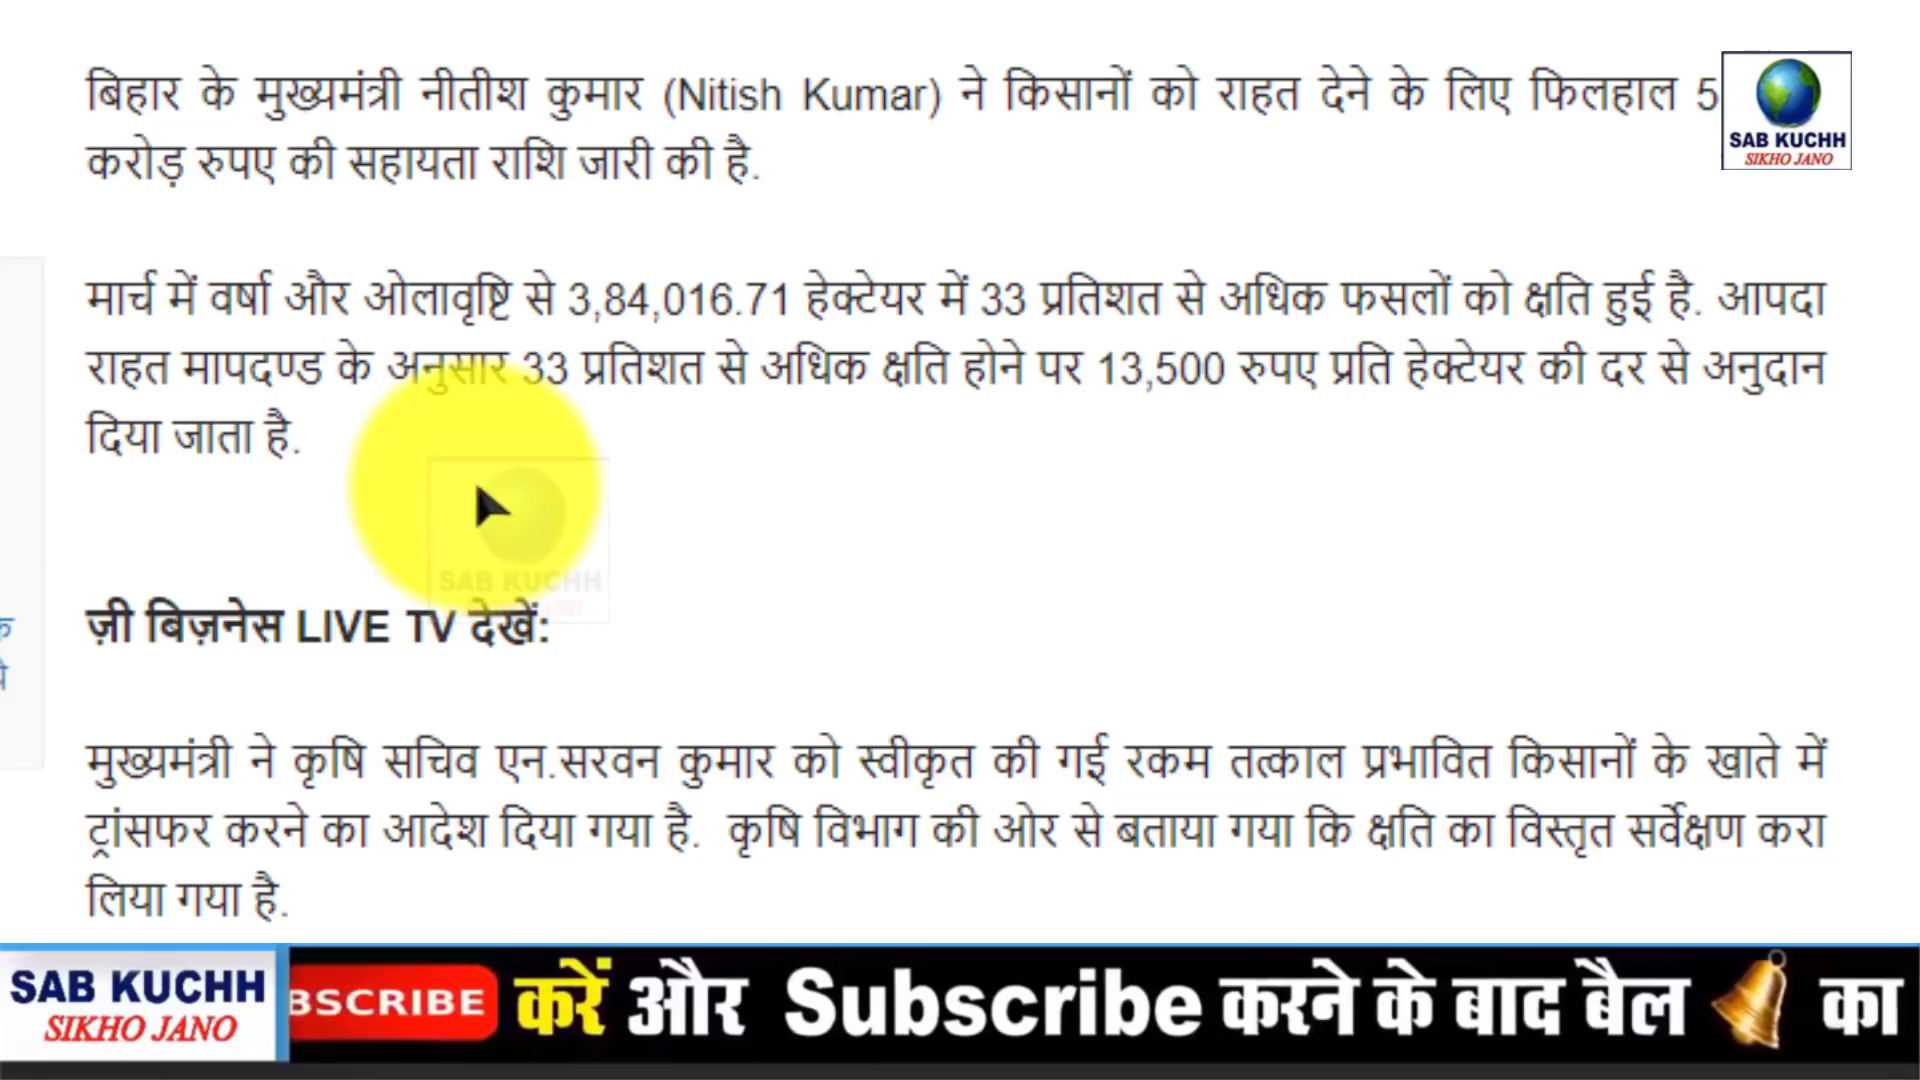 बिहार के मुख्यमंत्री नीतीश कुमार (Nitish Kumar) ने किसानों को राहत देने के लिए फिलहाल 5
करोड़ रुपए की सहायता राशि जारी की है.
SAB KUCHH
SIKHO JANO
मार्च में वर्षा और ओलावृष्टि से 3,84,016.71 हेक्टेयर में 33 प्रतिशत से अधिक फसलों को क्षति हुई है. आपदा
राहत मापदण्ड के अनुसार 33 प्रतिशत से अधिक क्षति होने पर 13,500 रुपए प्रति हेक्टेयर की दर से अनुदान
दिया जाता है.
SAB KUCHH
ज़ी बिज़नेस LIVE TV देखें:
मुख्यमंत्री ने कृषि सचिव एन.सरवन कुमार को स्वीकृत की गई रकम तत्काल प्रभावित किसानों के खाते में
ट्रांसफर करने का आदेश दिया गया है. कृषि विभाग की ओर से बताया गया कि क्षति का विस्तृत सर्वेक्षण करा
लिया गया है.
SAB KUCHH
SIKHO JANO
BSCRIBE करें और Subscribe करने के बाद बैल का